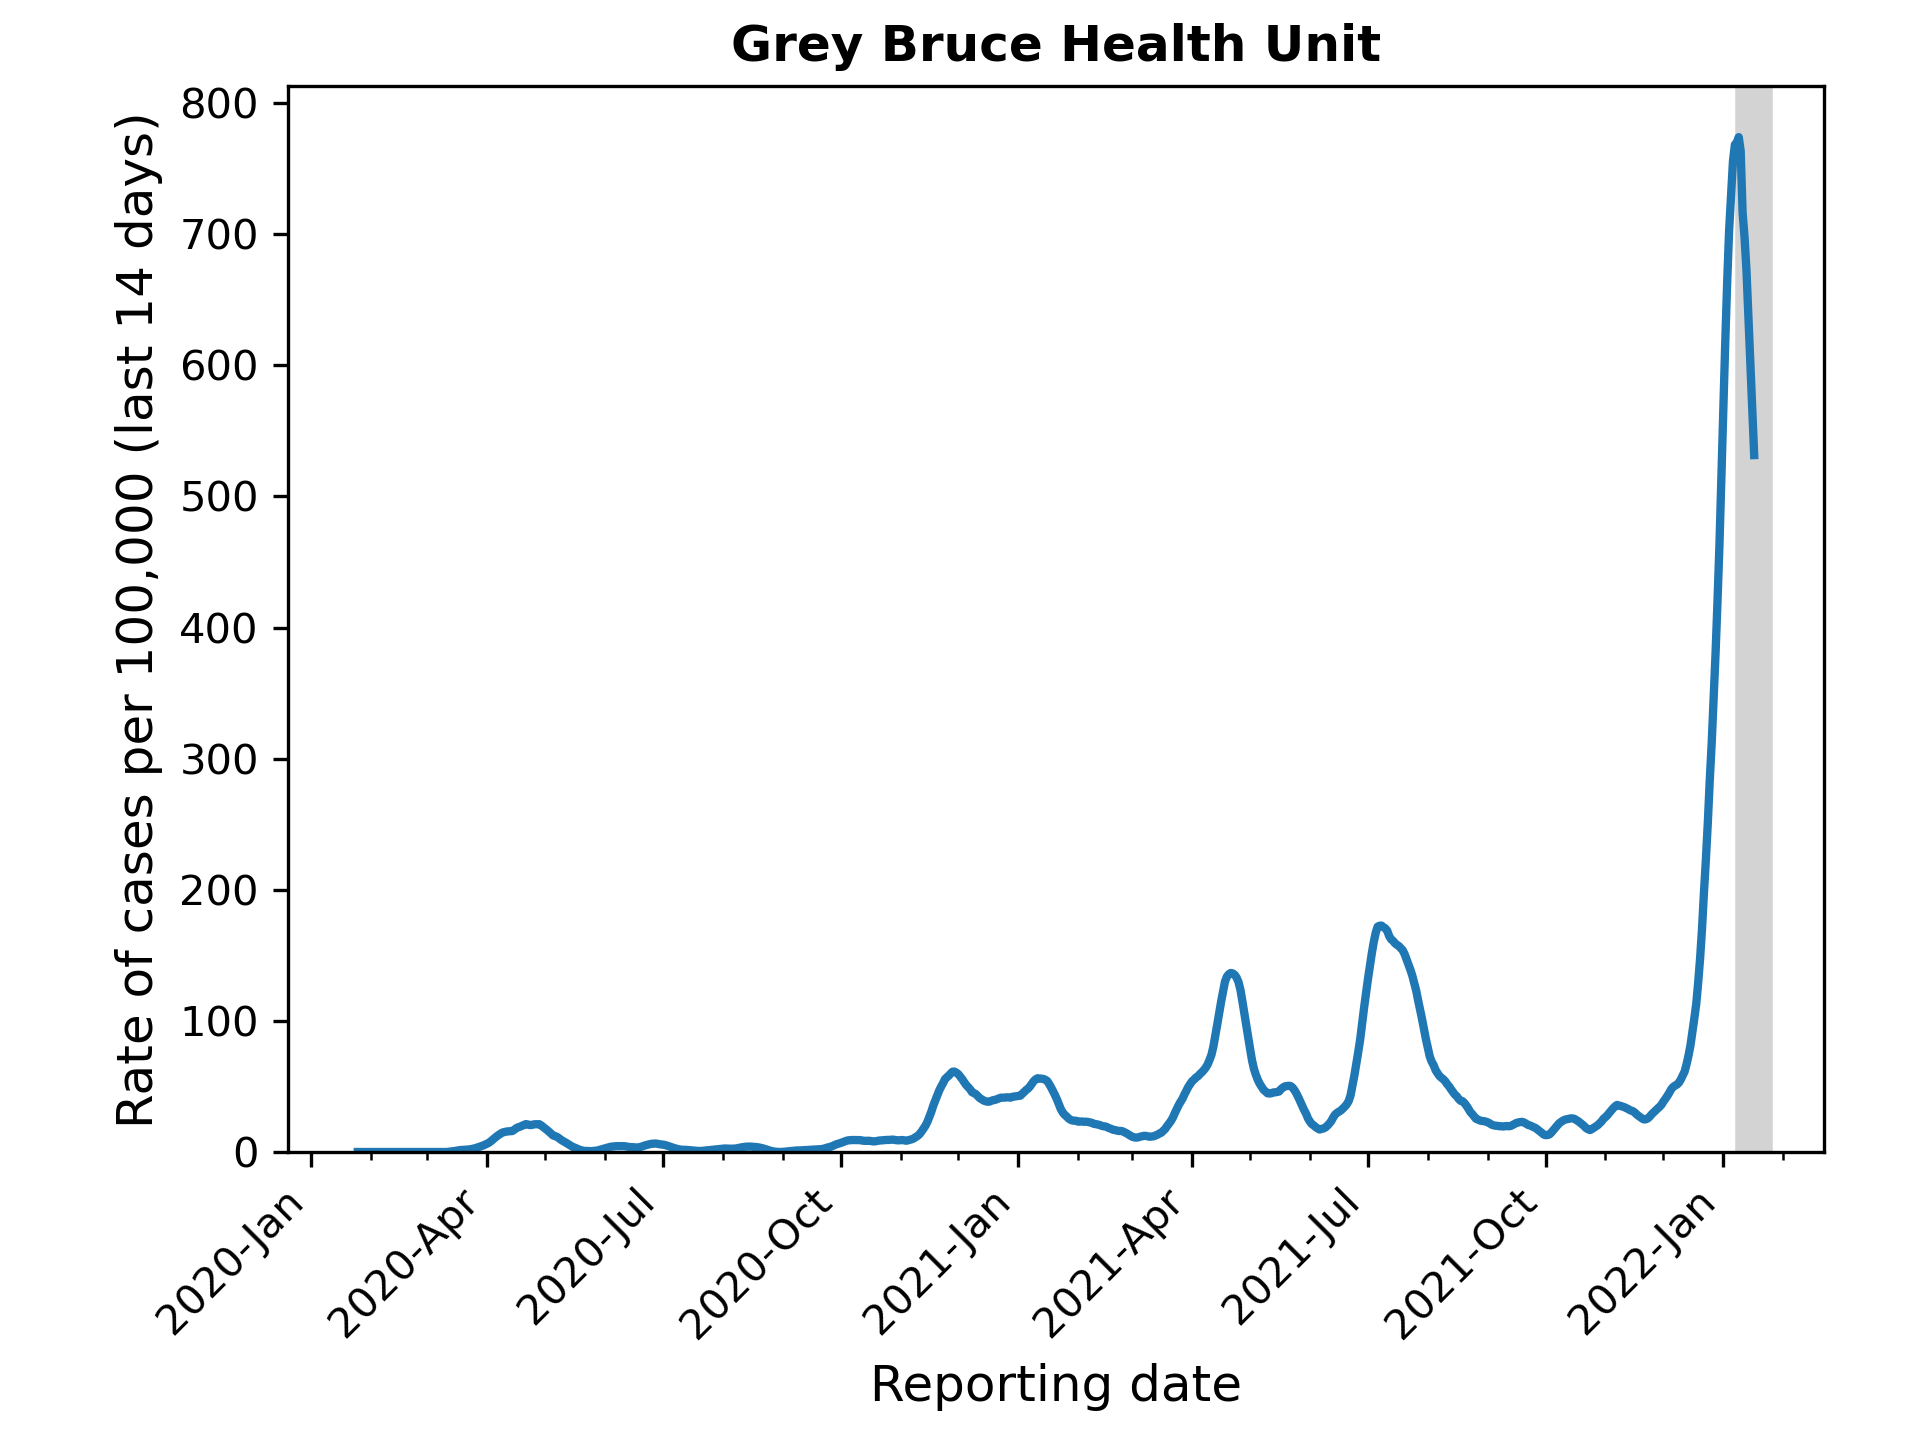 Grey Bruce Health Unit
Rate of cases per 100,000 (last 14 days)
800
700
600
500
400
300
200
100
0
2020-Jan
2020-Apr
2020-Jul
2020-Oct
2021-Jan
2021-Apr
2021-Jul
2021-Oct
2022-Jan
Reporting date